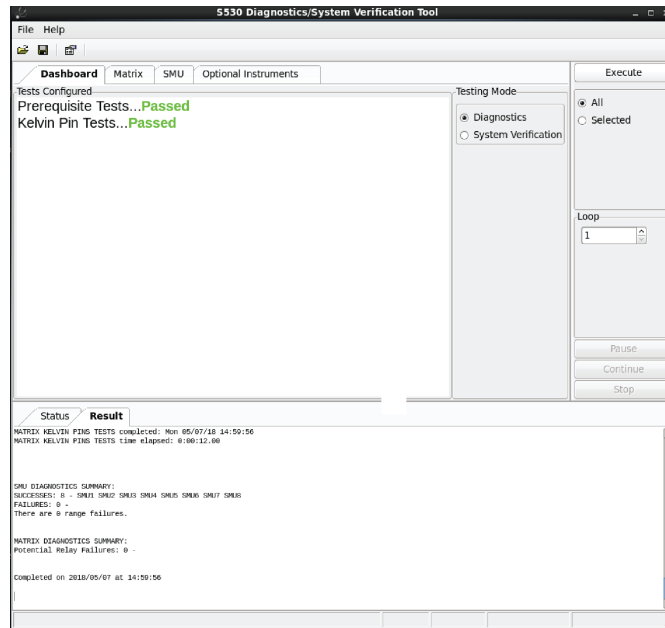 S530 Diagnostics/System Verification Tool
File Help
Dashboard Matrix SMU Optional Instruments
Execute
Tests Configured
Testing Mode
Prerequisite Tests...Passed
Kelvin Pin Tests...Passed
Diagnostics
System Verification
All
Selected
Loop
1
Pause
Continue
Stop
Status Result
MATRIX KELVIN PINS TESTS completed: Mon 05/07/18 14:59:56
MATRIX KELVIN PINS TESTS time elapsed: 0:00:12.00
SMU DIAGNOSTICS SUMMARY:
SUCCESSES: 8 - SMU1 SMU2 SMU3 SMU4 SMU5 SMU6 SMU7 SMU8
FAILURES: 0 -
There are 0 range failures.
MATRIX DIAGNOSTICS SUMMARY:
Potential Relay Failures: 0 -
Completed on 2018/05/07 at 14:59:56